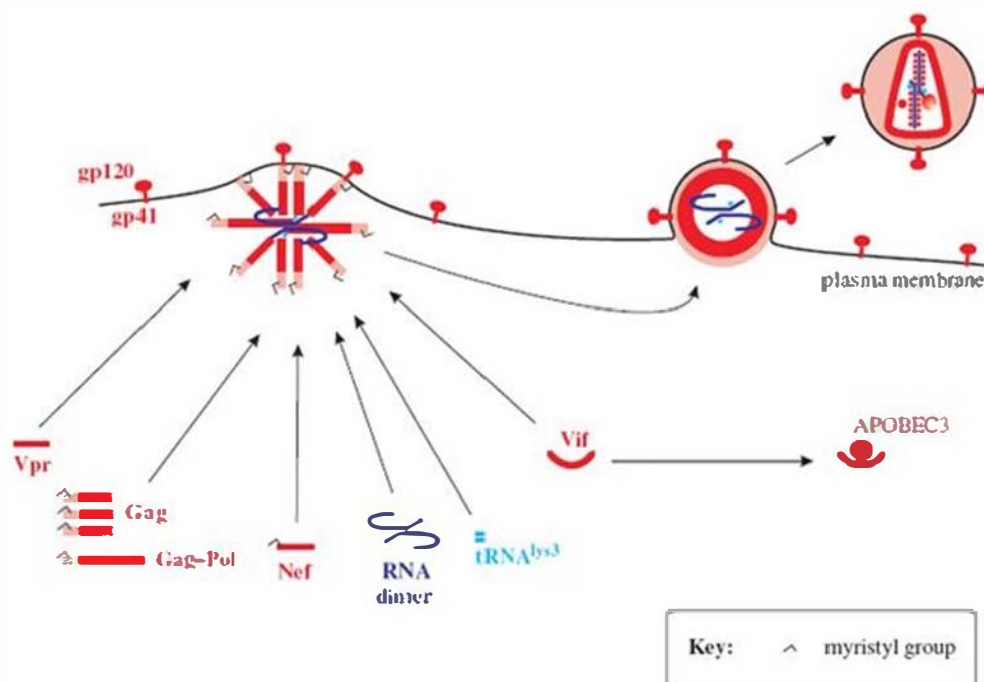 gp120
gp41
plasma membrane
Vpr
Gag
Gag–Pol
Nef
RNA
dimer
tRNAlys3
Vif
APOBEC3
Key: myristyl group